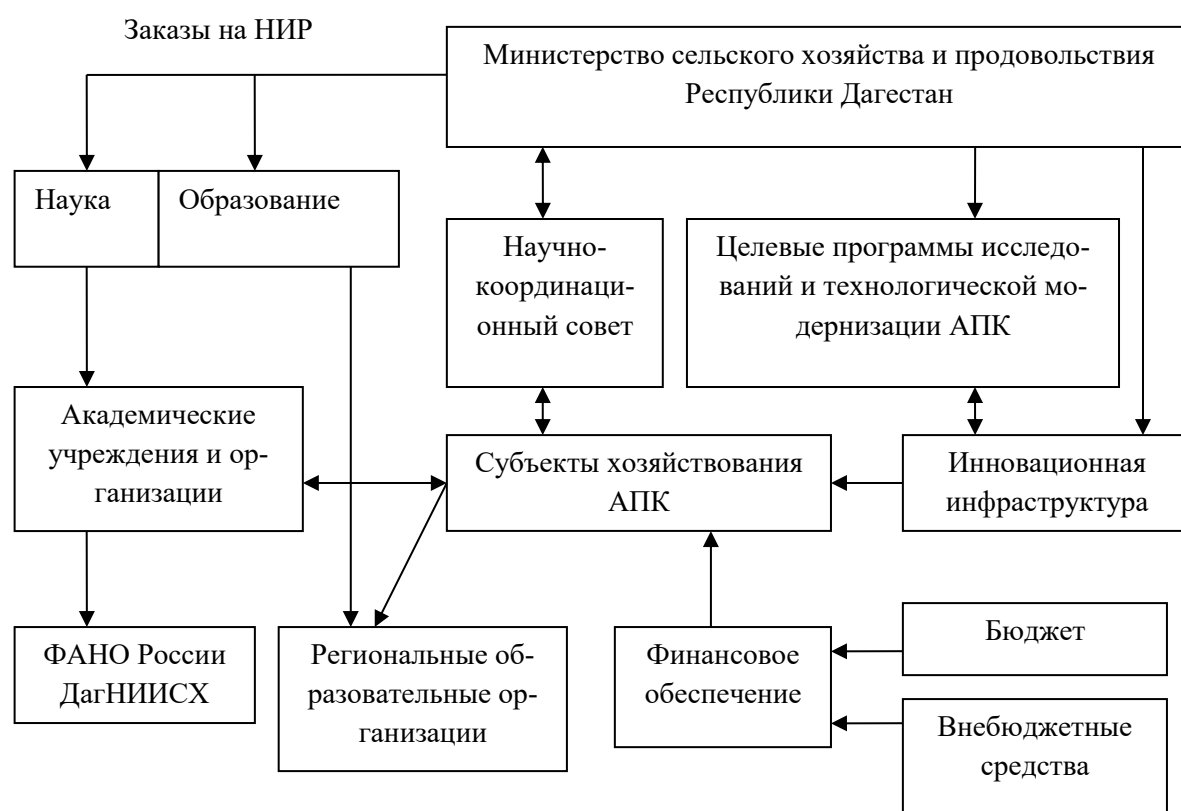 Заказы на НИР
Министерство сельского хозяйства и продовольствия
Республики Дагестан
Наука
Образование
Научно-
координаци-
онный совет
Целевые программы исследо-
ваний и технологической мо-
дернизации АПК
Академические
учреждения и ор-
ганизации
Субъекты хозяйствования
АПК
Инновационная
инфраструктура
ФАНО России
ДагНИИСХ
Региональные об-
разовательные ор-
ганизации
Финансовое
обеспечение
Бюджет
Внебюджетные
средства